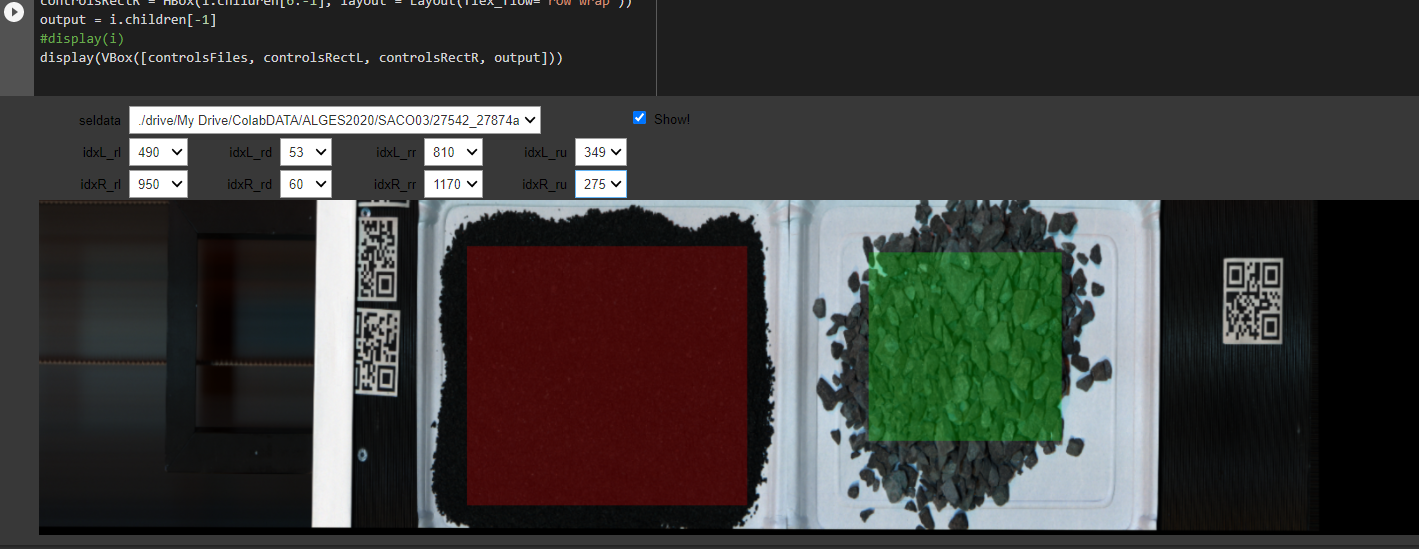 controlsRectR = HBox(i.children[6:-1], layout = Layout(flex_flow='row wrap'))
output = i.children[-1]
#display(i)
display(VBox([controlsFiles, controlsRectL, controlsRectR, output]))
seldata ./drive/My Drive/ColabDATA/ALGES2020/SACO03/27542_27874a Show!
idxL_rl 490 idxL_rd 53 idxL_rr 810 idxL_ru 349
idxR_rl 950 idxR_rd 60 idxR_rr 1170 idxR_ru 275